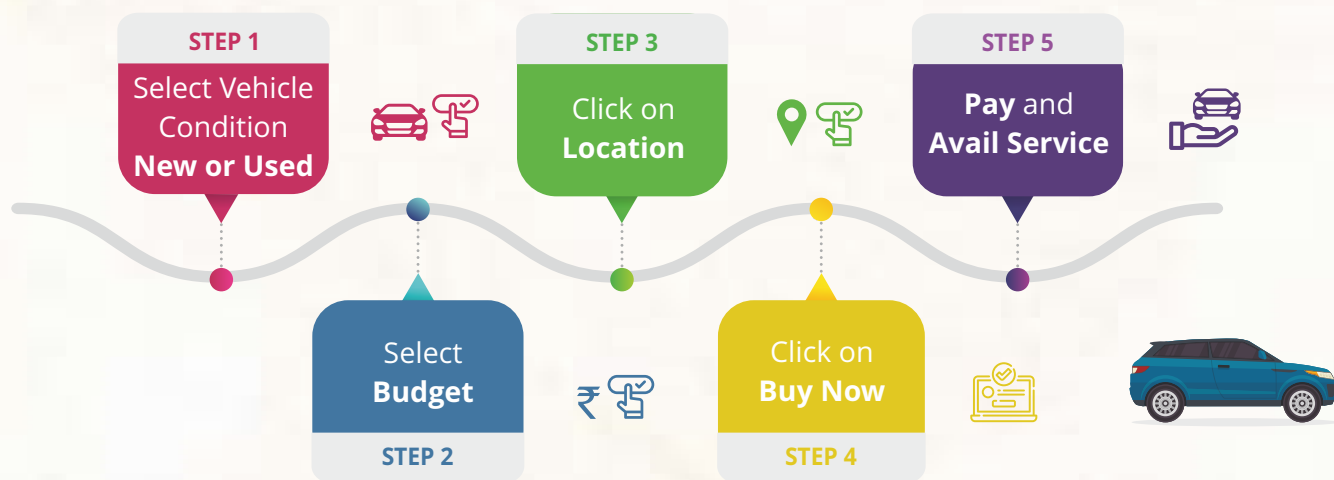 STEP 1
Select Vehicle
Condition
New or Used
Select
Budget
STEP 2
STEP 3
Click on
Location
Click on
Buy Now
STEP 4
STEP 5
Pay and
Avail Service
₹